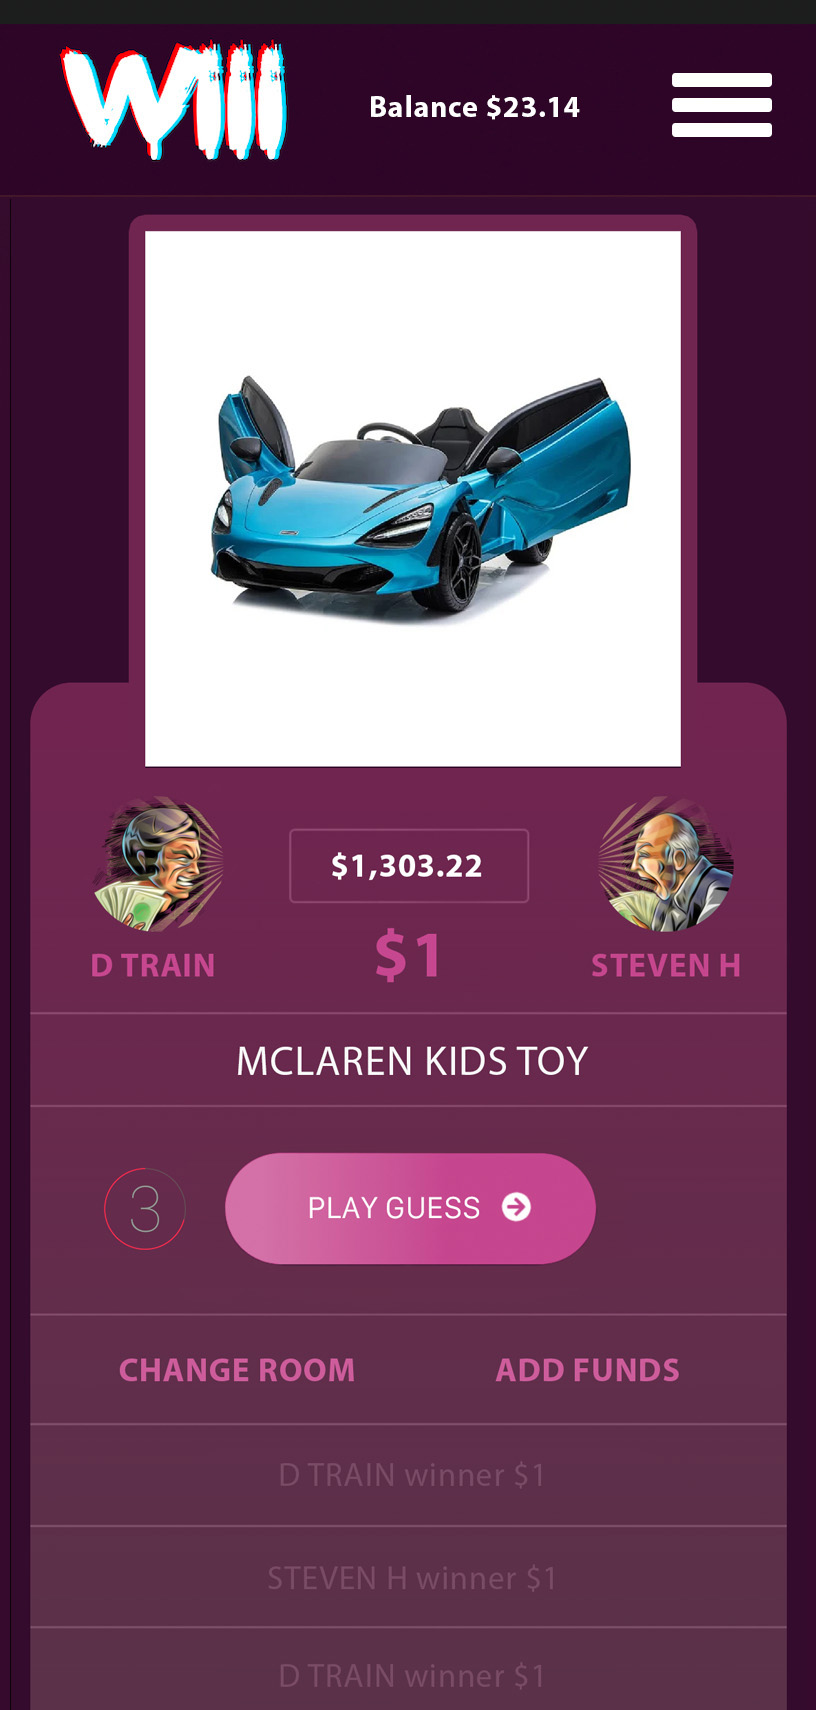 Will
Balance $23.14
$1,303.22
$1
D TRAIN
STEVEN H
MCLAREN KIDS TOY
3
PLAY GUESS
CHANGE ROOM
ADD FUNDS
D TRAIN winner $1
STEVEN H winner $1
D TRAIN winner $1